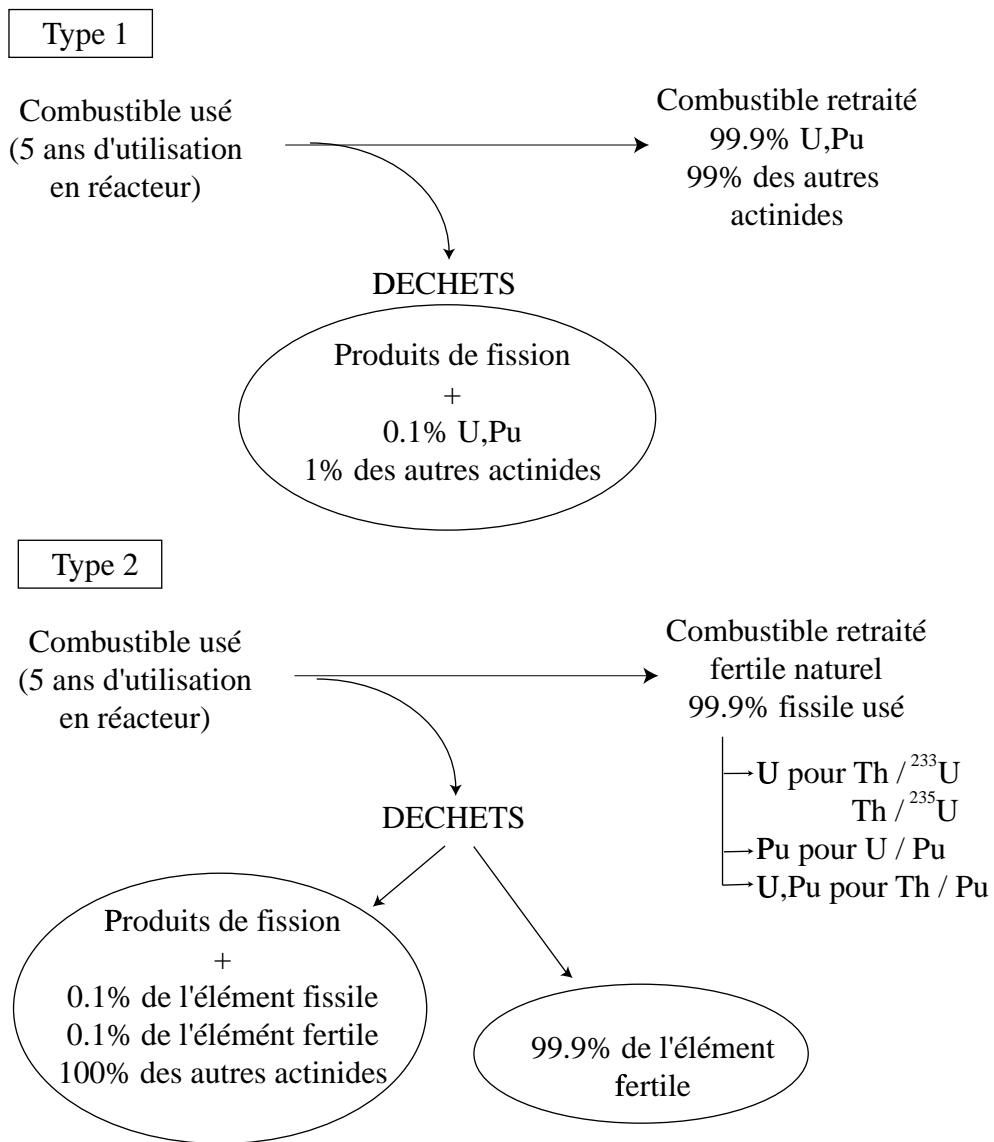 Type 1
Combustible usé
(5 ans d'utilisation
en réacteur)
Combustible retraité
99.9% U,Pu
99% des autres
actinides
DECHETS
Produits de fission
+
0.1% U,Pu
1% des autres actinides
Type 2
Combustible usé
(5 ans d'utilisation
en réacteur)
Combustible retraité
fertile naturel
99.9% fissile usé
U pour Th / ²³³U
Th / ²³⁵U
Pu pour U / Pu
U,Pu pour Th / Pu
DECHETS
Produits de fission
+
0.1% de l'élément fissile
0.1% de l'élémént fertile
100% des autres actinides
99.9% de l'élément
fertile